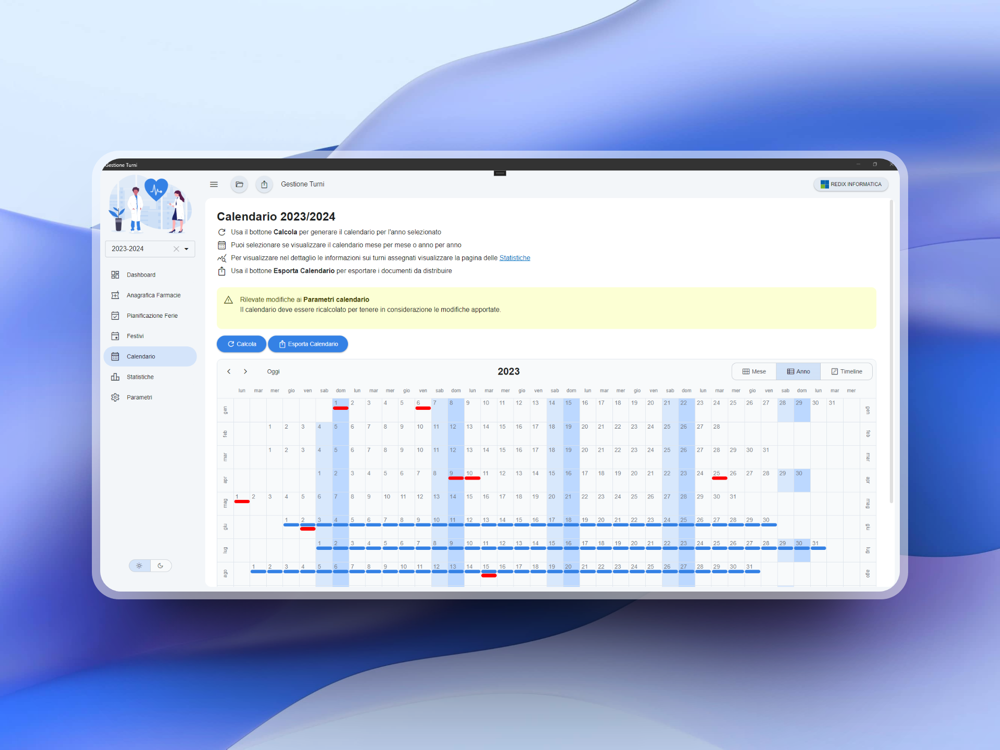 Gestione Turni
Gestione Turni
REDIX INFORMATICA
2023-2024
Dashboard
Anagrafica Farmacie
Pianificazione Ferie
Festivi
Calendario
Statistiche
Parametri
Calendario 2023/2024
Usa il bottone Calcola per generare il calendario per l'anno selezionato
Puoi selezionare se visualizzare il calendario mese per mese o anno per anno
Per visualizzare nel dettaglio le informazioni sui turni assegnati visualizzare la pagina delle Statistiche
Usa il bottone Esporta Calendario per esportare i documenti da distribuire
Rilevate modifiche ai Parametri calendario
Il calendario deve essere ricalcolato per tenere in considerazione le modifiche apportate.
Calcola Esporta Calendario
Oggi 2023 Mese Anno Timeline
lun mar mer gio ven sab dom lun mar mer gio ven sab dom lun mar mer gio ven sab dom lun mar mer gio ven sab dom lun mar mer gio ven sab dom lun mar mer
gen 1 2 3 4 5 6 7 8 9 10 11 12 13 14 15 16 17 18 19 20 21 22 23 24 25 26 27 28 29 30 31 gen
feb 1 2 3 4 5 6 7 8 9 10 11 12 13 14 15 16 17 18 19 20 21 22 23 24 25 26 27 28 feb
mar 1 2 3 4 5 6 7 8 9 10 11 12 13 14 15 16 17 18 19 20 21 22 23 24 25 26 27 28 29 30 31 mar
apr 1 2 3 4 5 6 7 8 9 10 11 12 13 14 15 16 17 18 19 20 21 22 23 24 25 26 27 28 29 30 apr
mag 1 2 3 4 5 6 7 8 9 10 11 12 13 14 15 16 17 18 19 20 21 22 23 24 25 26 27 28 29 30 31 mag
giu 1 2 3 4 5 6 7 8 9 10 11 12 13 14 15 16 17 18 19 20 21 22 23 24 25 26 27 28 29 30 giu
lug 1 2 3 4 5 6 7 8 9 10 11 12 13 14 15 16 17 18 19 20 21 22 23 24 25 26 27 28 29 30 31 lug
ago 1 2 3 4 5 6 7 8 9 10 11 12 13 14 15 16 17 18 19 20 21 22 23 24 25 26 27 28 29 30 31 ago